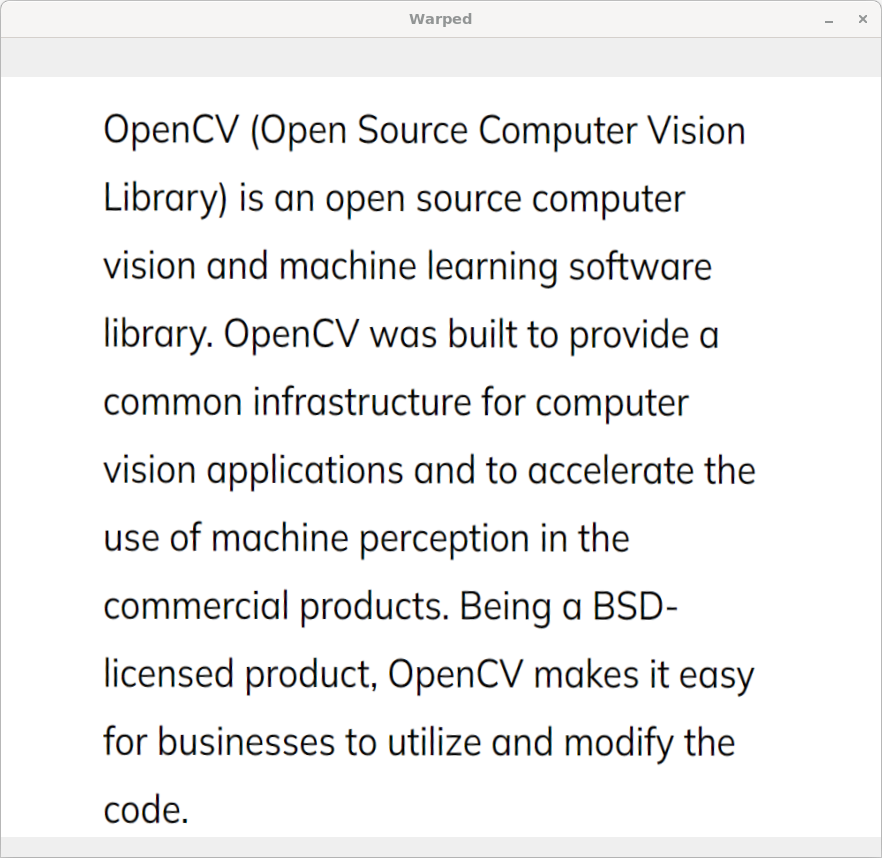 Warped
OpenCV (Open Source Computer Vision
Library) is an open source computer
vision and machine learning software
library. OpenCV was built to provide a
common infrastructure for computer
vision applications and to accelerate the
use of machine perception in the
commercial products. Being a BSD-
licensed product, OpenCV makes it easy
for businesses to utilize and modify the
code.